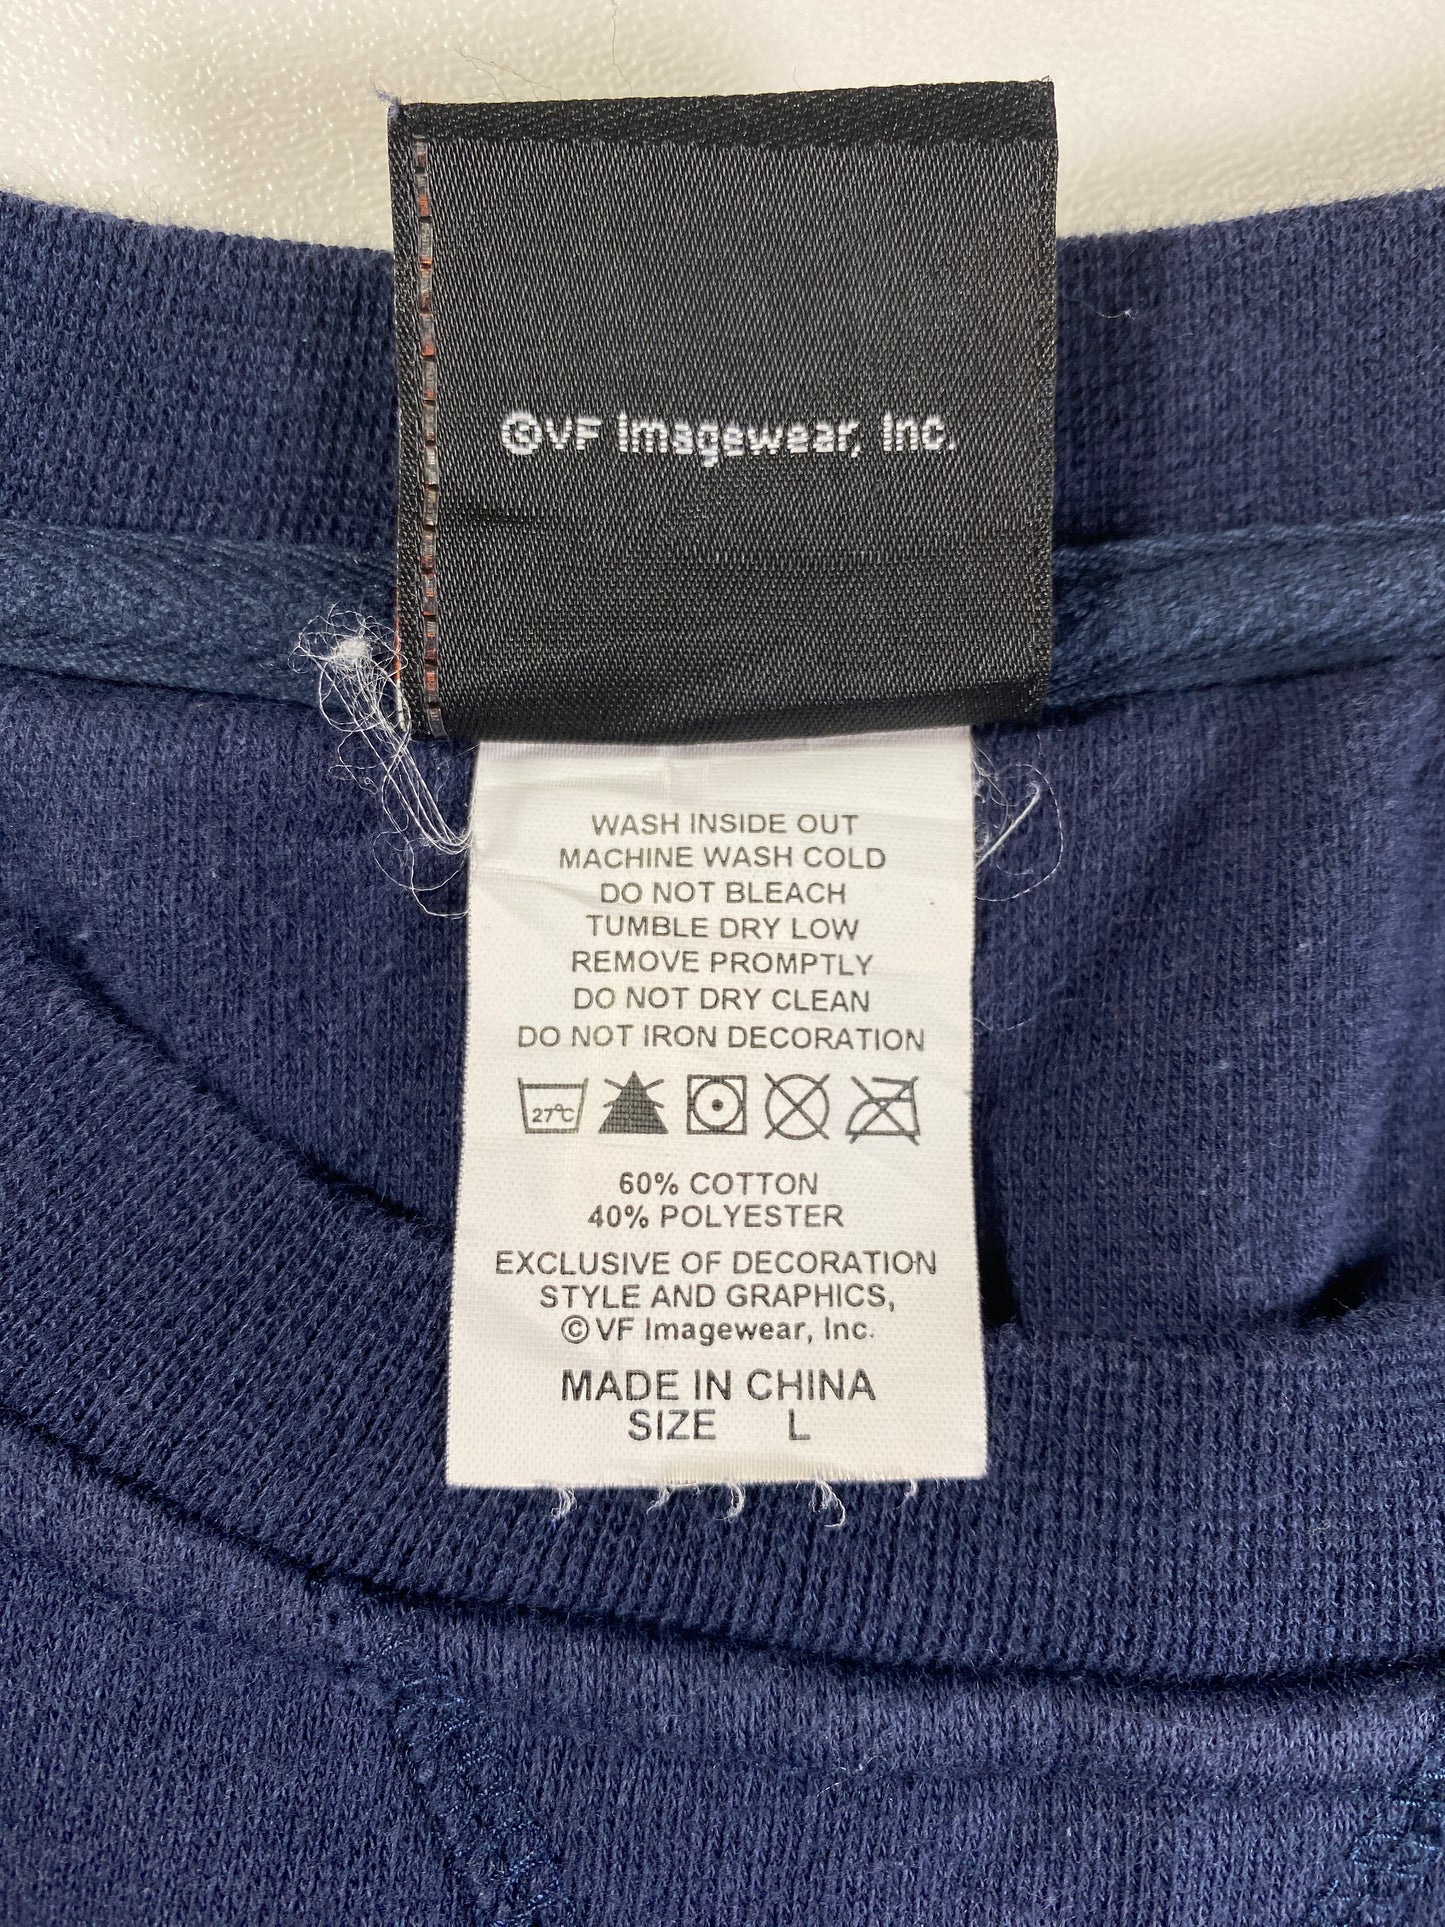 ©VF Imagewear, Inc.
WASH INSIDE OUT
MACHINE WASH COLD
DO NOT BLEACH
TUMBLE DRY LOW
REMOVE PROMPTLY
DO NOT DRY CLEAN
DO NOT IRON DECORATION
27°C
60% COTTON
40% POLYESTER
EXCLUSIVE OF DECORATION
STYLE AND GRAPHICS,
© VF Imagewear, Inc.
MADE IN CHINA
SIZE L